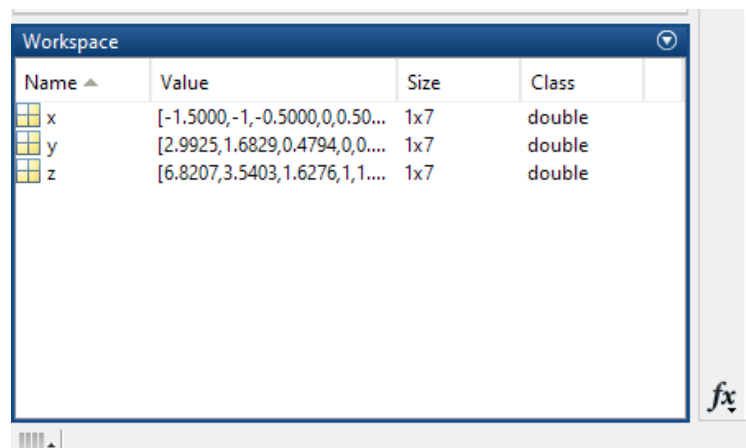 Workspace
Name Value Size Class
x [-1.5000,-1,-0.5000,0,0.50... 1x7 double
y [2.9925,1.6829,0.4794,0,0.... 1x7 double
z [6.8207,3.5403,1.6276,1,1.... 1x7 double
fx